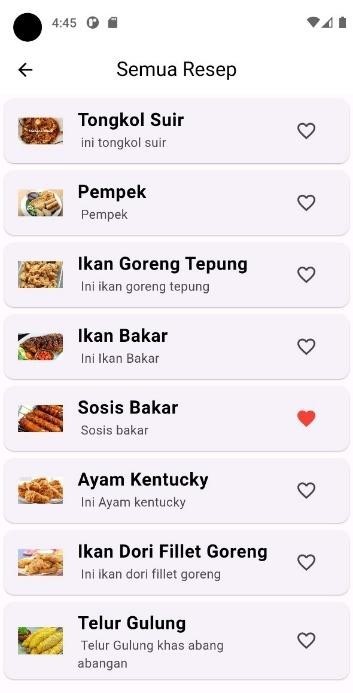 4:45
Semua Resep
Tongkol Suir
ini tongkol suir
Pempek
Pempek
Ikan Goreng Tepung
Ini ikan goreng tepung
Ikan Bakar
Ini Ikan Bakar
Sosis Bakar
Sosis bakar
Ayam Kentucky
Ini Ayam kentucky
Ikan Dori Fillet Goreng
Ini ikan dori fillet goreng
Telur Gulung
Telur Gulung khas abang
abangan